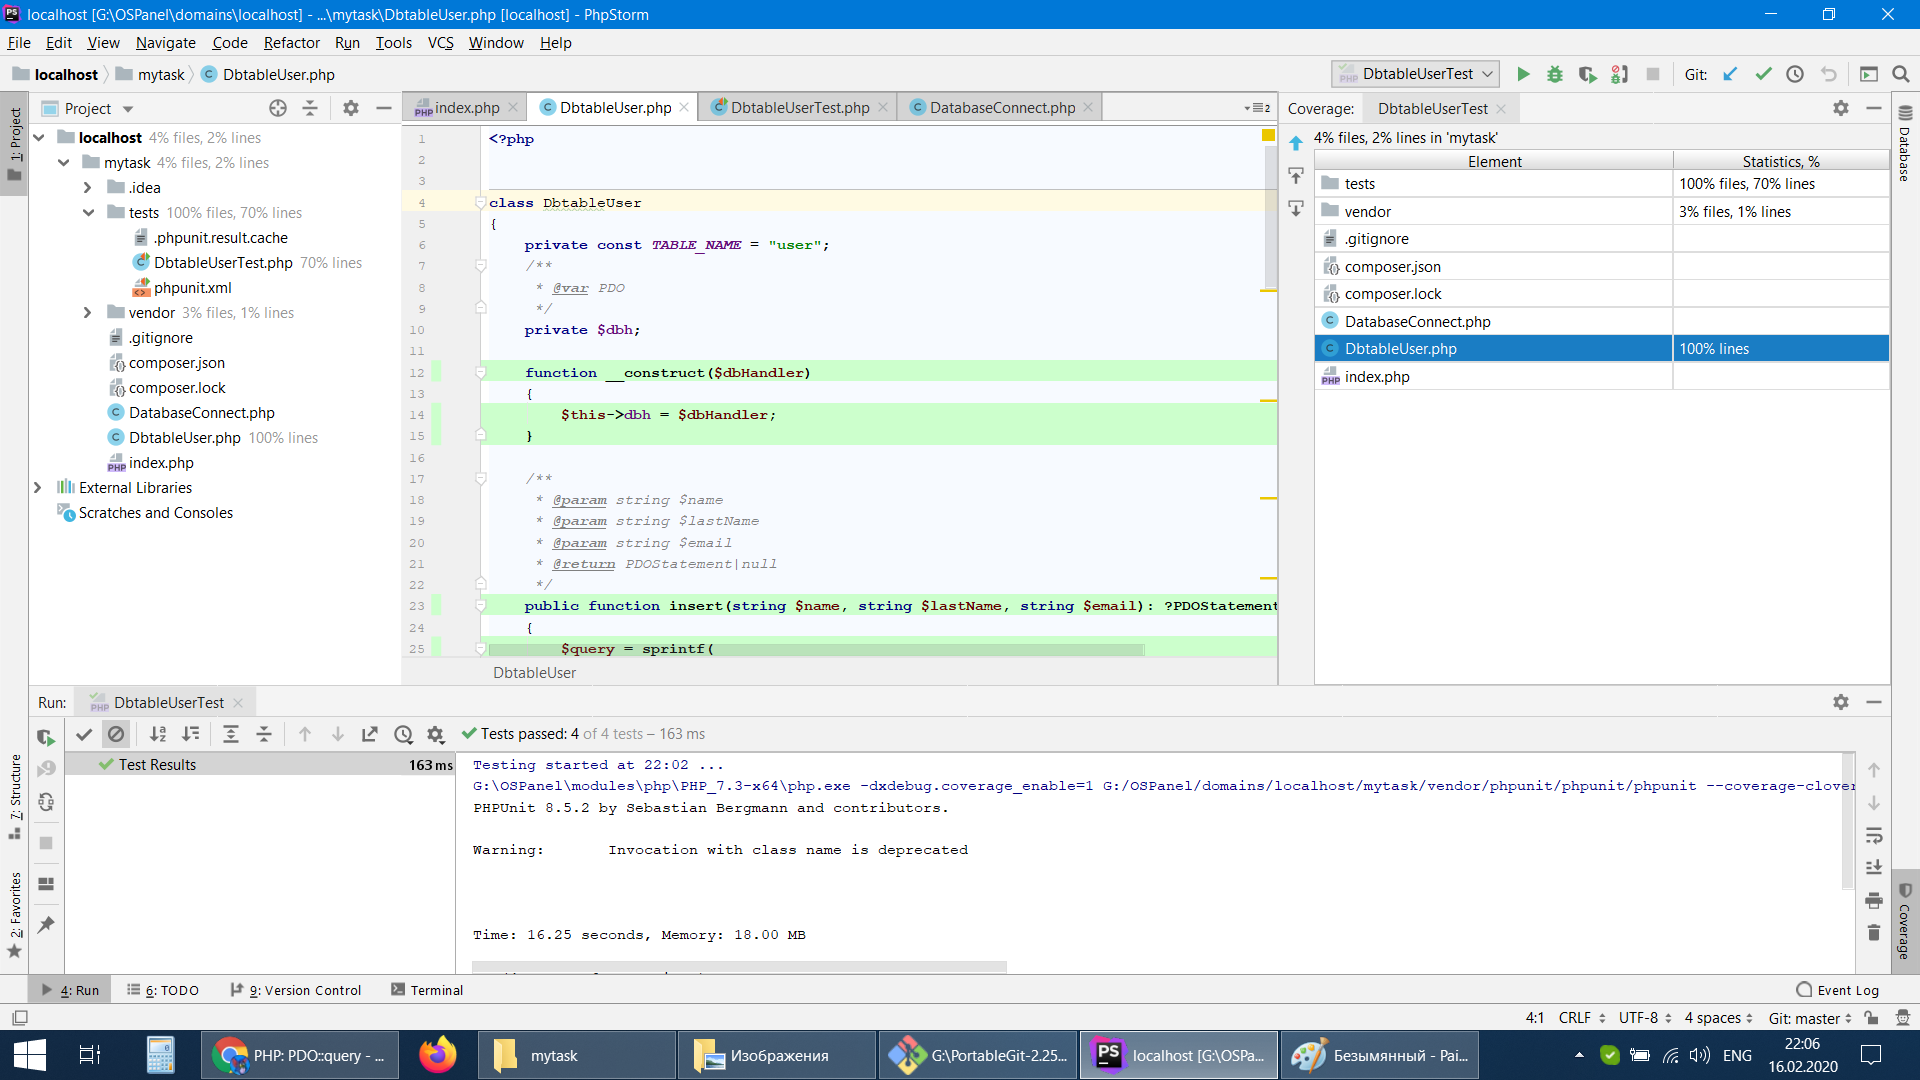 localhost [G:\OSPanel\domains\localhost] - ...\mytask\DbtableUser.php [localhost] - PhpStorm
File Edit View Navigate Code Refactor Run Tools VCS Window Help
localhost mytask DbtableUser.php
DbtableUserTest
Git:
1: Project
Project
localhost 4% files, 2% lines
mytask 4% files, 2% lines
.idea
tests 100% files, 70% lines
.phpunit.result.cache
DbtableUserTest.php 70% lines
phpunit.xml
vendor 3% files, 1% lines
.gitignore
composer.json
composer.lock
DatabaseConnect.php
DbtableUser.php 100% lines
index.php
External Libraries
Scratches and Consoles
index.php DbtableUser.php DbtableUserTest.php DatabaseConnect.php
2
1 <?php
2
3
4 class DbtableUser
5 {
6 private const TABLE_NAME = "user";
7 /**
8 * @var PDO
9 */
10 private $dbh;
11
12 function __construct($dbHandler)
13 {
14 $this->dbh = $dbHandler;
15 }
16
17 /**
18 * @param string $name
19 * @param string $lastName
20 * @param string $email
21 * @return PDOStatement|null
22 */
23 public function insert(string $name, string $lastName, string $email): ?PDOStatement
24 {
25 $query = sprintf(
DbtableUser
Coverage: DbtableUserTest
4% files, 2% lines in 'mytask'
Element Statistics, %
tests 100% files, 70% lines
vendor 3% files, 1% lines
.gitignore
composer.json
composer.lock
DatabaseConnect.php
DbtableUser.php 100% lines
index.php
Database
Run: DbtableUserTest
Tests passed: 4 of 4 tests – 163 ms
Test Results 163 ms
Testing started at 22:02 ...
G:\OSPanel\modules\php\PHP_7.3-x64\php.exe -dxdebug.coverage_enable=1 G:/OSPanel/domains/localhost/mytask/vendor/phpunit/phpunit/phpunit --coverage-clover
PHPUnit 8.5.2 by Sebastian Bergmann and contributors.
Warning: Invocation with class name is deprecated
Time: 16.25 seconds, Memory: 18.00 MB
7: Structure
2: Favorites
Coverage
4: Run 6: TODO 9: Version Control Terminal Event Log
4:1 CRLF UTF-8 4 spaces Git: master
PHP: PDO::query - ...
mytask
Изображения
G:\PortableGit-2.25...
localhost [G:\OSPa...
Безымянный - Pai...
ENG
22:06
16.02.2020